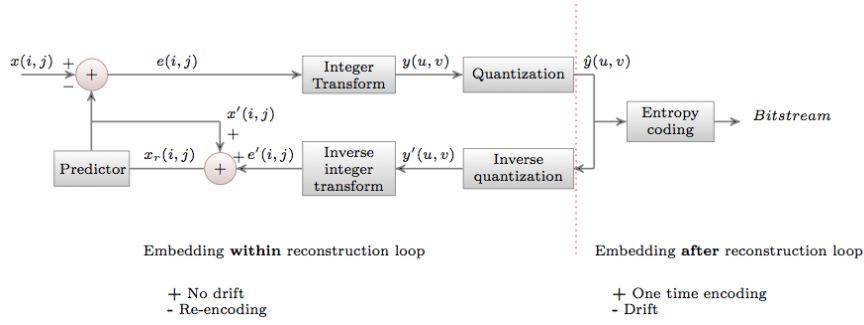 x(i, j)
+
−
+
e(i, j)
Integer
Transform
y(u, v)
Quantization
ŷ(u, v)
Entropy
coding
Bitstream
x′(i, j)
+
Predictor
x_r(i, j)
+
+ e′(i, j)
Inverse
integer
transform
y′(u, v)
Inverse
quantization
Embedding within reconstruction loop
+ No drift
- Re-encoding
Embedding after reconstruction loop
+ One time encoding
- Drift